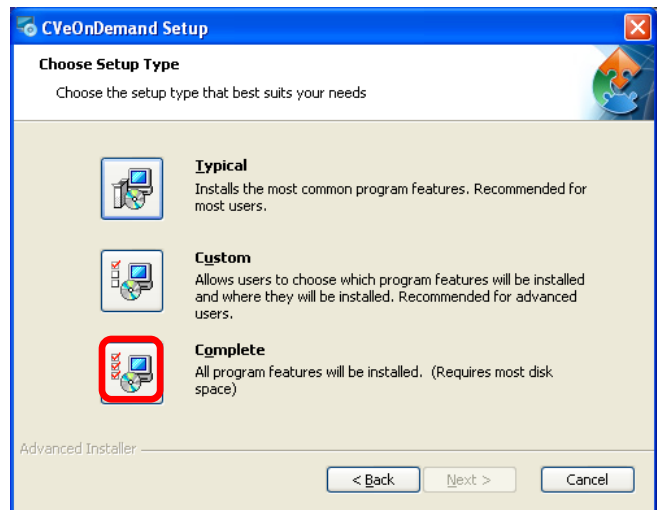 CVeOnDemand Setup
Choose Setup Type
Choose the setup type that best suits your needs
Typical
Installs the most common program features. Recommended for
most users.
Custom
Allows users to choose which program features will be installed
and where they will be installed. Recommended for advanced
users.
Complete
All program features will be installed. (Requires most disk
space)
Advanced Installer
< Back Next > Cancel